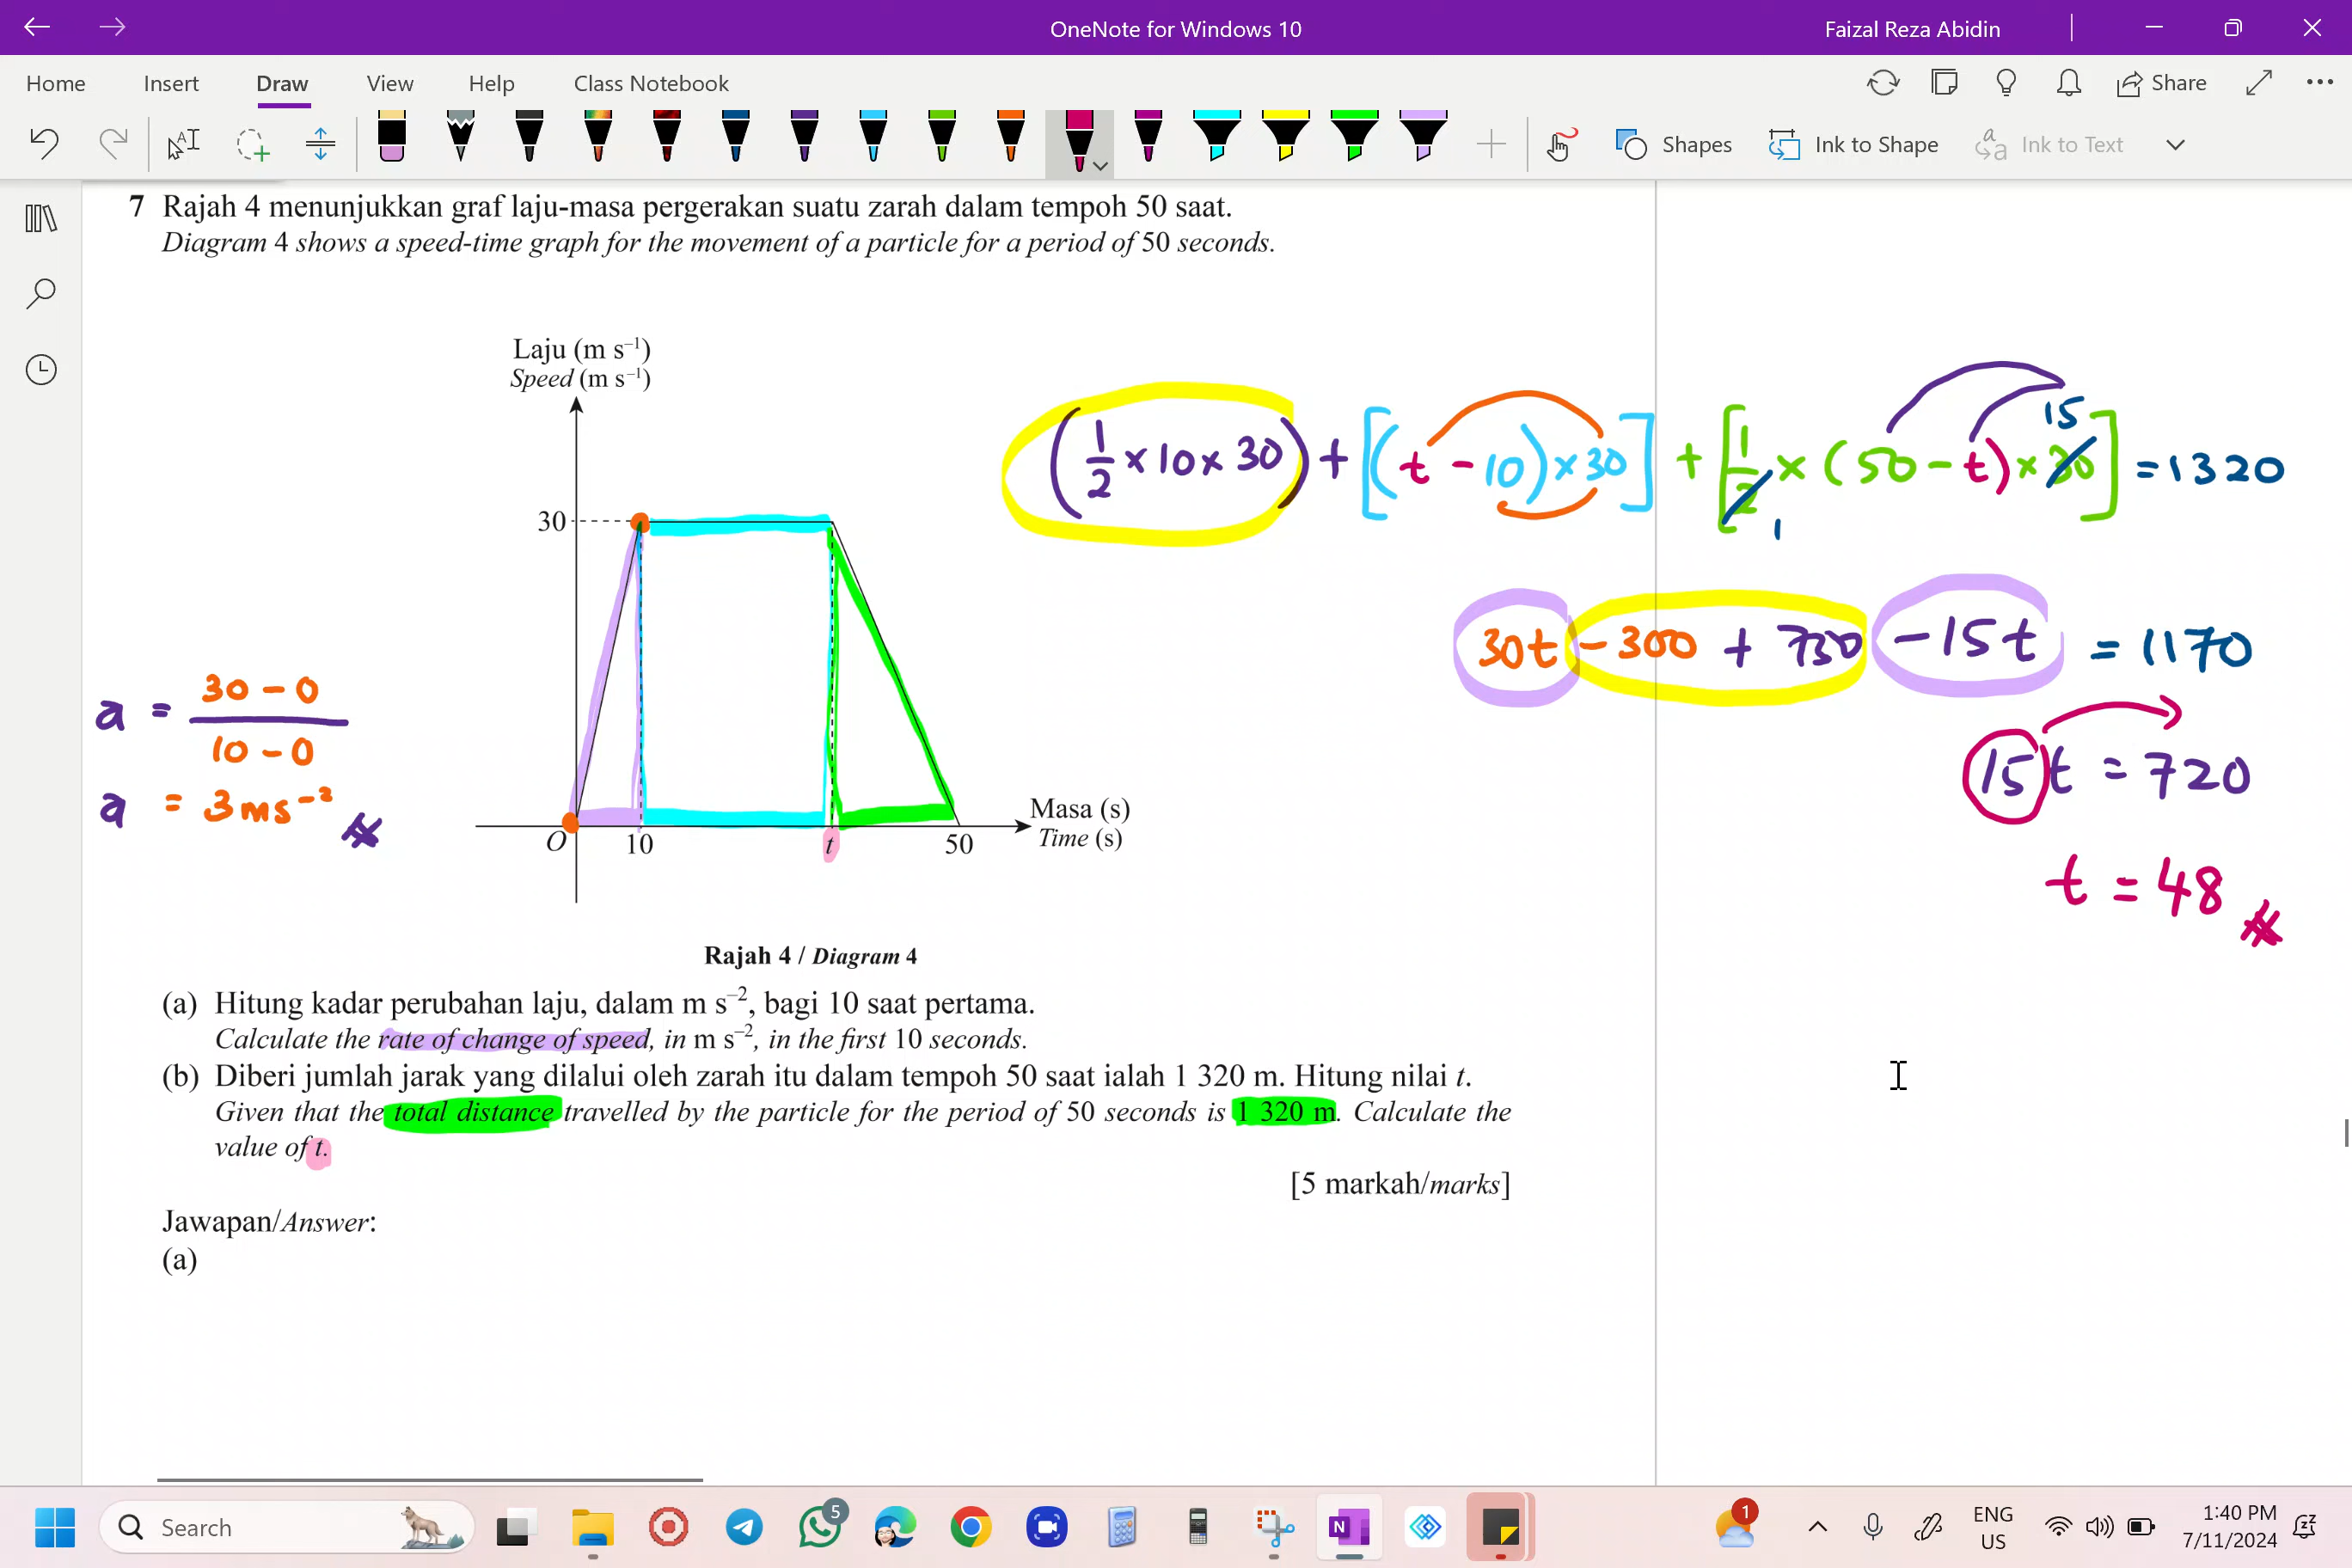 OneNote for Windows 10
Faizal Reza Abidin
Home Insert Draw View Help Class Notebook Share
Shapes Ink to Shape Ink to Text
7 Rajah 4 menunjukkan graf laju-masa pergerakan suatu zarah dalam tempoh 50 saat.
Diagram 4 shows a speed-time graph for the movement of a particle for a period of 50 seconds.
Laju (m s⁻¹)
Speed (m s⁻¹)
30
O 10 t 50
Masa (s)
Time (s)
(1/2 × 10 × 30) + [(t - 10) × 30] + [1/2 × (50 - t) × 30] = 1320
15
1
30t - 300 + 750 - 15t = 1170
15t = 720
t = 48
a = (30 - 0)/(10 - 0)
a = 3 ms⁻²
Rajah 4 / Diagram 4
(a) Hitung kadar perubahan laju, dalam m s⁻², bagi 10 saat pertama.
Calculate the rate of change of speed, in m s⁻², in the first 10 seconds.
(b) Diberi jumlah jarak yang dilalui oleh zarah itu dalam tempoh 50 saat ialah 1 320 m. Hitung nilai t.
Given that the total distance travelled by the particle for the period of 50 seconds is 1 320 m. Calculate the
value of t.
[5 markah/marks]
Jawapan/Answer:
(a)
Search
5
1
ENG
US
1:40 PM
7/11/2024